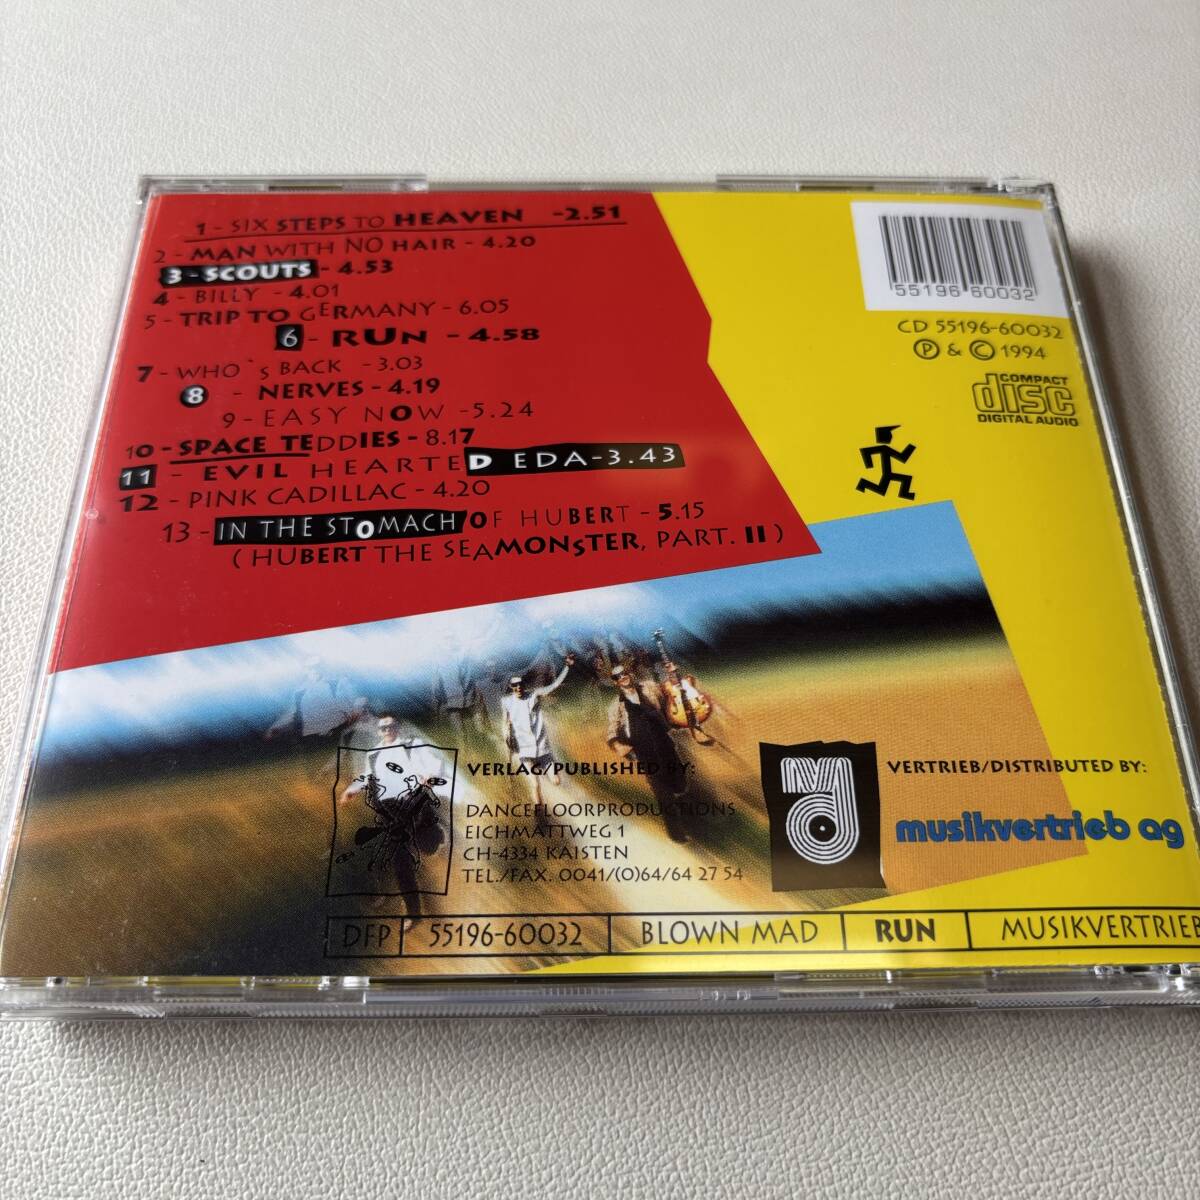 1 - SIX STEPS TO HEAVEN -2.51
2 - MAN WITH NO HAIR - 4.20
3 - SCOUTS - 4.53
4 - BILLY - 4.01
5 - TRIP TO GERMANY - 6.05
6 - RUN - 4.58
7 - WHO`S BACK - 3.03
8 - NERVES - 4.19
9 - EASY NOW -5.24
10 - SPACE TEDDIES - 8.17
11 - EVIL HEARTED EDA-3.43
12 - PINK CADILLAC - 4.20
13 - IN THE STOMACH OF HUBERT - 5.15
( HUBERT THE SEAMONSTER, PART. II )
55196 60032
CD 55196-60032
Ⓟ & © 1994
COMPACT
disc
DIGITAL AUDIO
VERLAG/PUBLISHED BY:
DANCEFLOORPRODUCTIONS
EICHMATTWEG 1
CH-4334 KAISTEN
TEL./FAX. 0041/(0)64/64 27 54
VERTRIEB/DISTRIBUTED BY:
musikvertrieb ag
DFP 55196-60032 BLOWN MAD RUN MUSIKVERTRIEB